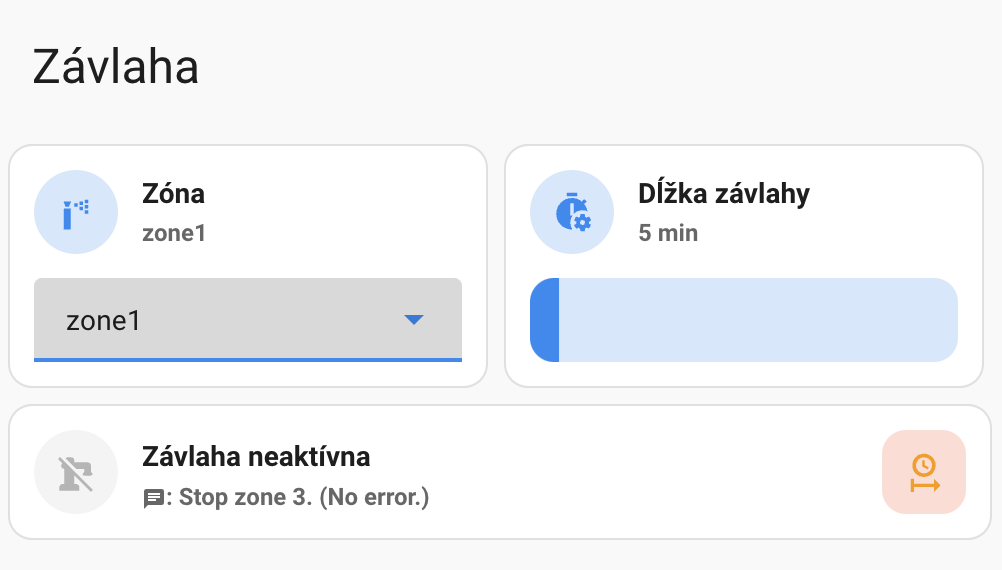 Závlaha
Zóna
zone1
zone1
Dĺžka závlahy
5 min
Závlaha neaktívna
: Stop zone 3. (No error.)